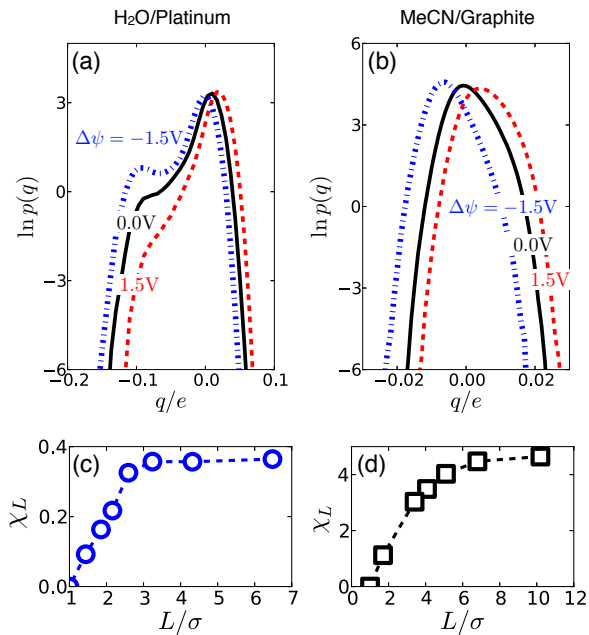 H₂O/Platinum
MeCN/Graphite
(a)
ln p(q)
3
0
−3
−6
Δψ = −1.5V
0.0V
1.5V
−0.2 −0.1 0.0 0.1
q/e
(b)
ln p(q)
6
3
0
−3
−6
Δψ = −1.5V
0.0V
1.5V
−0.02 0.00 0.02
q/e
(c)
χL
0.4
0.2
0.0
1 2 3 4 5 6 7
L/σ
(d)
χL
4
2
0
0 2 4 6 8 10 12
L/σ